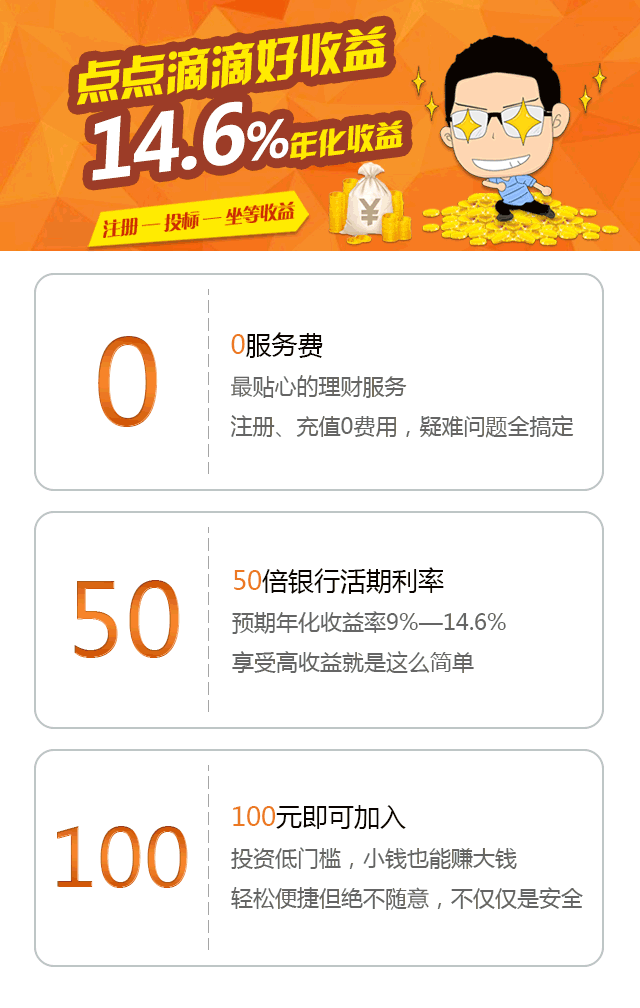 点点滴滴好收益
14.6%年化收益
注册 — 投标 — 坐等收益
¥
0
0服务费
最贴心的理财服务
注册、充值0费用，疑难问题全搞定
50
50倍银行活期利率
预期年化收益率9%—14.6%
享受高收益就是这么简单
100
100元即可加入
投资低门槛，小钱也能赚大钱
轻松便捷但绝不随意，不仅仅是安全